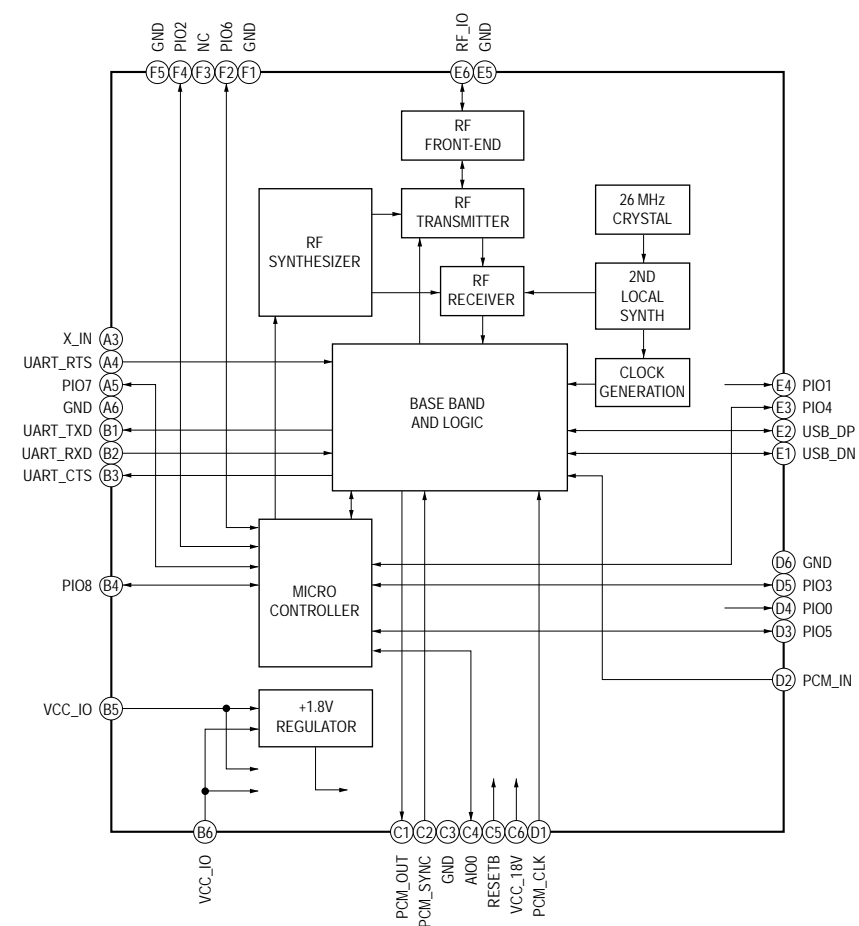 GND
PIO2
NC
PIO6
GND
RF_IO
GND
F5
F4
F3
F2
F1
E6
E5
RF
FRONT-END
RF
TRANSMITTER
26 MHz
CRYSTAL
RF
SYNTHESIZER
RF
RECEIVER
2ND
LOCAL
SYNTH
CLOCK
GENERATION
BASE BAND
AND LOGIC
X_IN A3
UART_RTS A4
PIO7 A5
GND A6
UART_TXD B1
UART_RXD B2
UART_CTS B3
E4 PIO1
E3 PIO4
E2 USB_DP
E1 USB_DN
PIO8 B4
MICRO
CONTROLLER
D6 GND
D5 PIO3
D4 PIO0
D3 PIO5
D2 PCM_IN
VCC_IO B5
+1.8V
REGULATOR
B6
C1
C2
C3
C4
C5
C6
D1
VCC_IO
PCM_OUT
PCM_SYNC
GND
AIO0
RESETB
VCC_18V
PCM_CLK